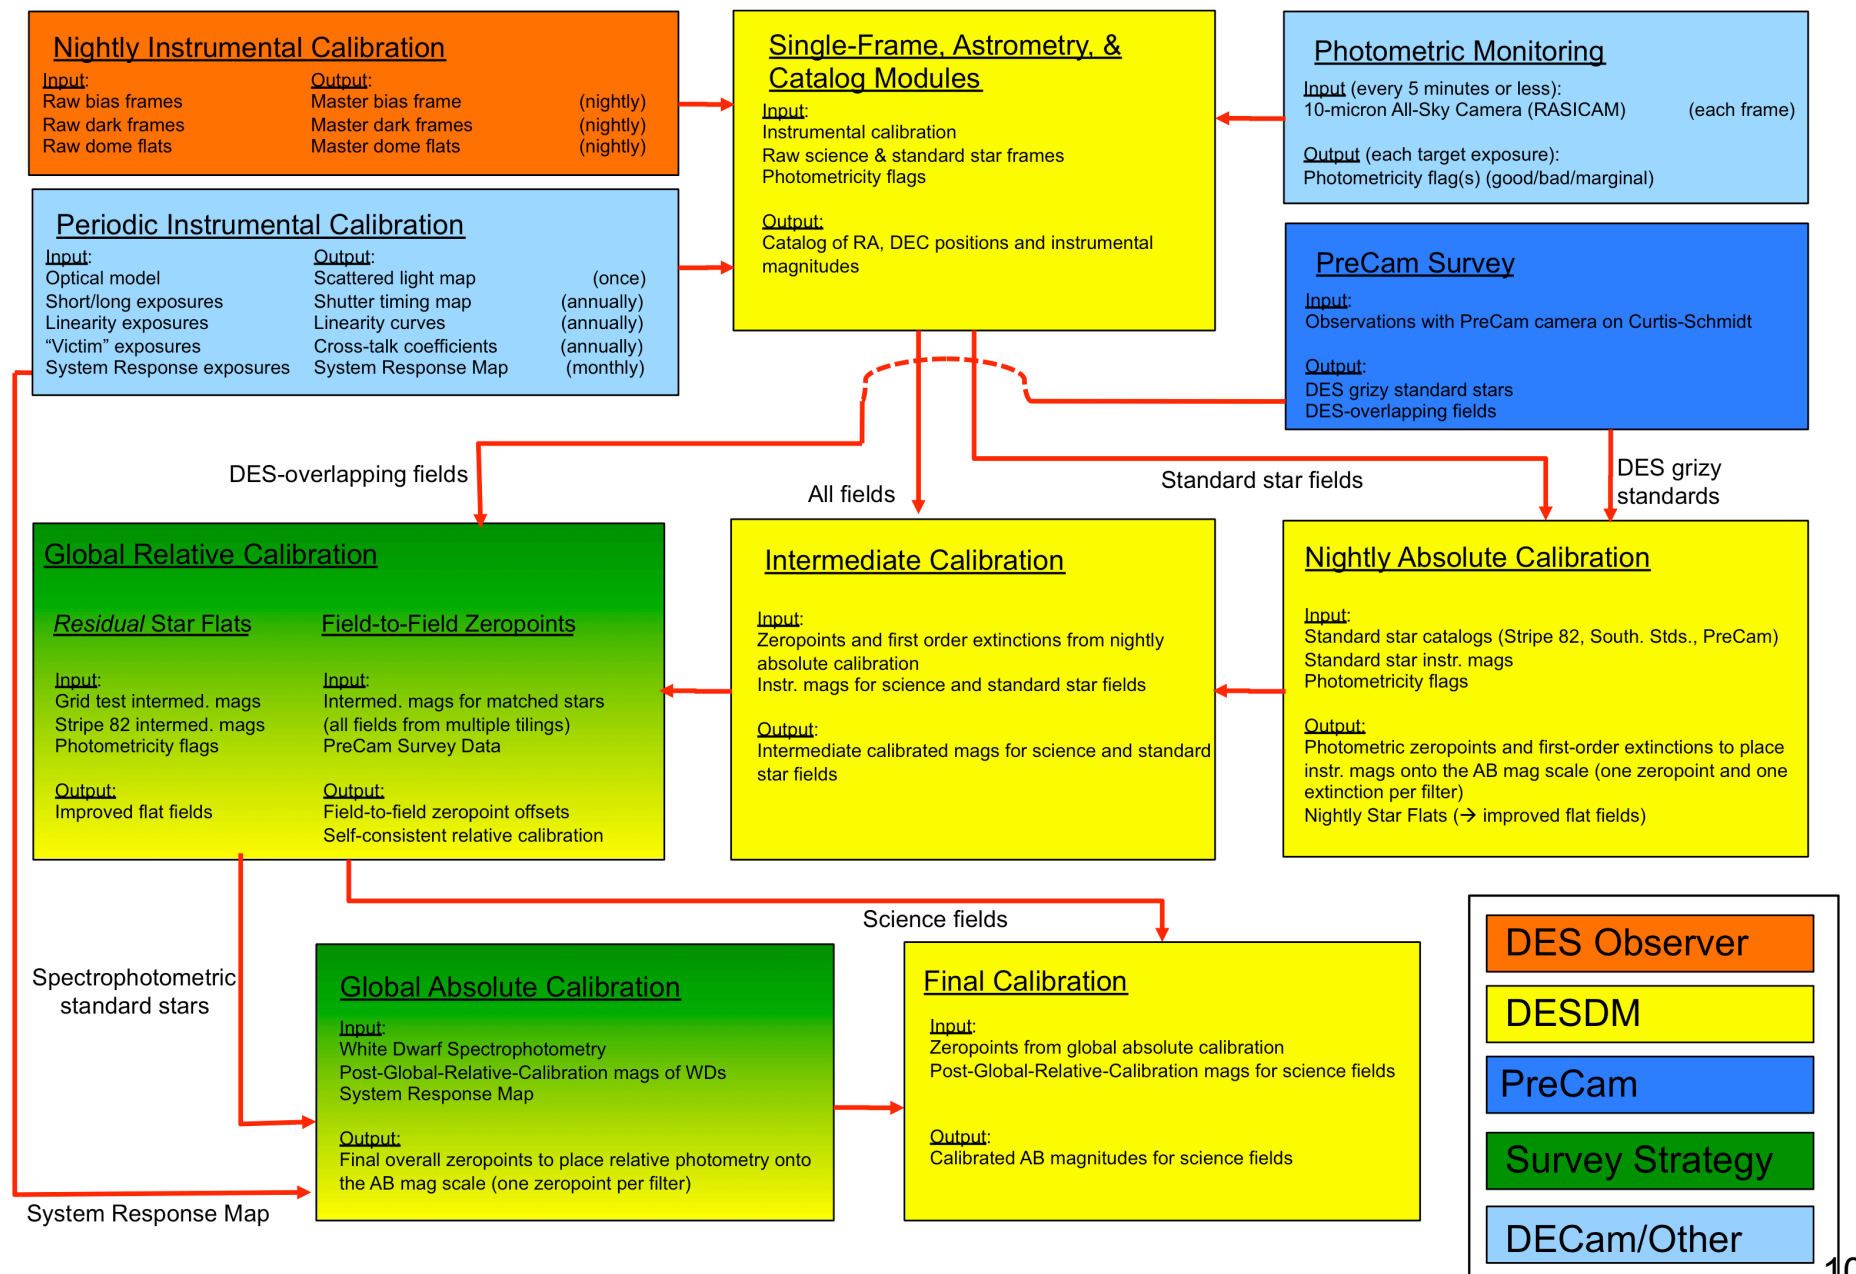 Nightly Instrumental Calibration
Input: Output:
Raw bias frames Master bias frame (nightly)
Raw dark frames Master dark frames (nightly)
Raw dome flats Master dome flats (nightly)
Periodic Instrumental Calibration
Input: Output:
Optical model Scattered light map (once)
Short/long exposures Shutter timing map (annually)
Linearity exposures Linearity curves (annually)
“Victim” exposures Cross-talk coefficients (annually)
System Response exposures System Response Map (monthly)
Single-Frame, Astrometry, &
Catalog Modules
Input:
Instrumental calibration
Raw science & standard star frames
Photometricity flags
Output:
Catalog of RA, DEC positions and instrumental
magnitudes
Photometric Monitoring
Input (every 5 minutes or less):
10-micron All-Sky Camera (RASICAM) (each frame)
Output (each target exposure):
Photometricity flag(s) (good/bad/marginal)
PreCam Survey
Input:
Observations with PreCam camera on Curtis-Schmidt
Output:
DES grizy standard stars
DES-overlapping fields
DES-overlapping fields
All fields
Standard star fields
DES grizy
standards
Global Relative Calibration
Residual Star Flats
Input:
Grid test intermed. mags
Stripe 82 intermed. mags
Photometricity flags
Output:
Improved flat fields
Field-to-Field Zeropoints
Input:
Intermed. mags for matched stars
(all fields from multiple tilings)
PreCam Survey Data
Output:
Field-to-field zeropoint offsets
Self-consistent relative calibration
Intermediate Calibration
Input:
Zeropoints and first order extinctions from nightly
absolute calibration
Instr. mags for science and standard star fields
Output:
Intermediate calibrated mags for science and standard
star fields
Nightly Absolute Calibration
Input:
Standard star catalogs (Stripe 82, South. Stds., PreCam)
Standard star instr. mags
Photometricity flags
Output:
Photometric zeropoints and first-order extinctions to place
instr. mags onto the AB mag scale (one zeropoint and one
extinction per filter)
Nightly Star Flats (→ improved flat fields)
Science fields
Spectrophotometric
standard stars
System Response Map
Global Absolute Calibration
Input:
White Dwarf Spectrophotometry
Post-Global-Relative-Calibration mags of WDs
System Response Map
Output:
Final overall zeropoints to place relative photometry onto
the AB mag scale (one zeropoint per filter)
Final Calibration
Input:
Zeropoints from global absolute calibration
Post-Global-Relative-Calibration mags for science fields
Output:
Calibrated AB magnitudes for science fields
DES Observer
DESDM
PreCam
Survey Strategy
DECam/Other